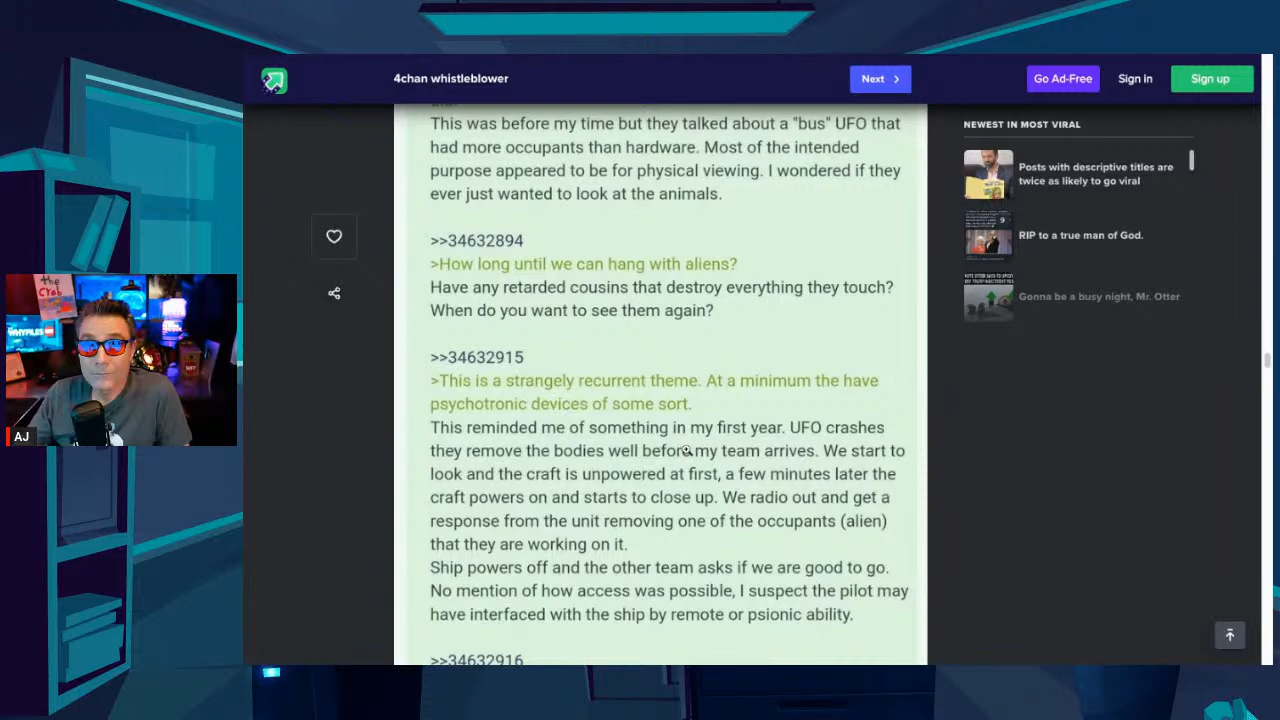 4chan whistleblower
Next
Go Ad-Free
Sign in
Sign up
This was before my time but they talked about a "bus" UFO that
had more occupants than hardware. Most of the intended
purpose appeared to be for physical viewing. I wondered if they
ever just wanted to look at the animals.
>>34632894
>How long until we can hang with aliens?
Have any retarded cousins that destroy everything they touch?
When do you want to see them again?
>>34632915
>This is a strangely recurrent theme. At a minimum the have
psychotronic devices of some sort.
This reminded me of something in my first year. UFO crashes
they remove the bodies well before my team arrives. We start to
look and the craft is unpowered at first, a few minutes later the
craft powers on and starts to close up. We radio out and get a
response from the unit removing one of the occupants (alien)
that they are working on it.
Ship powers off and the other team asks if we are good to go.
No mention of how access was possible, I suspect the pilot may
have interfaced with the ship by remote or psionic ability.
>>34632916
NEWEST IN MOST VIRAL
Posts with descriptive titles are
twice as likely to go viral
RIP to a true man of God.
Gonna be a busy night, Mr. Otter
the
Crab
WHYFILES
AJ